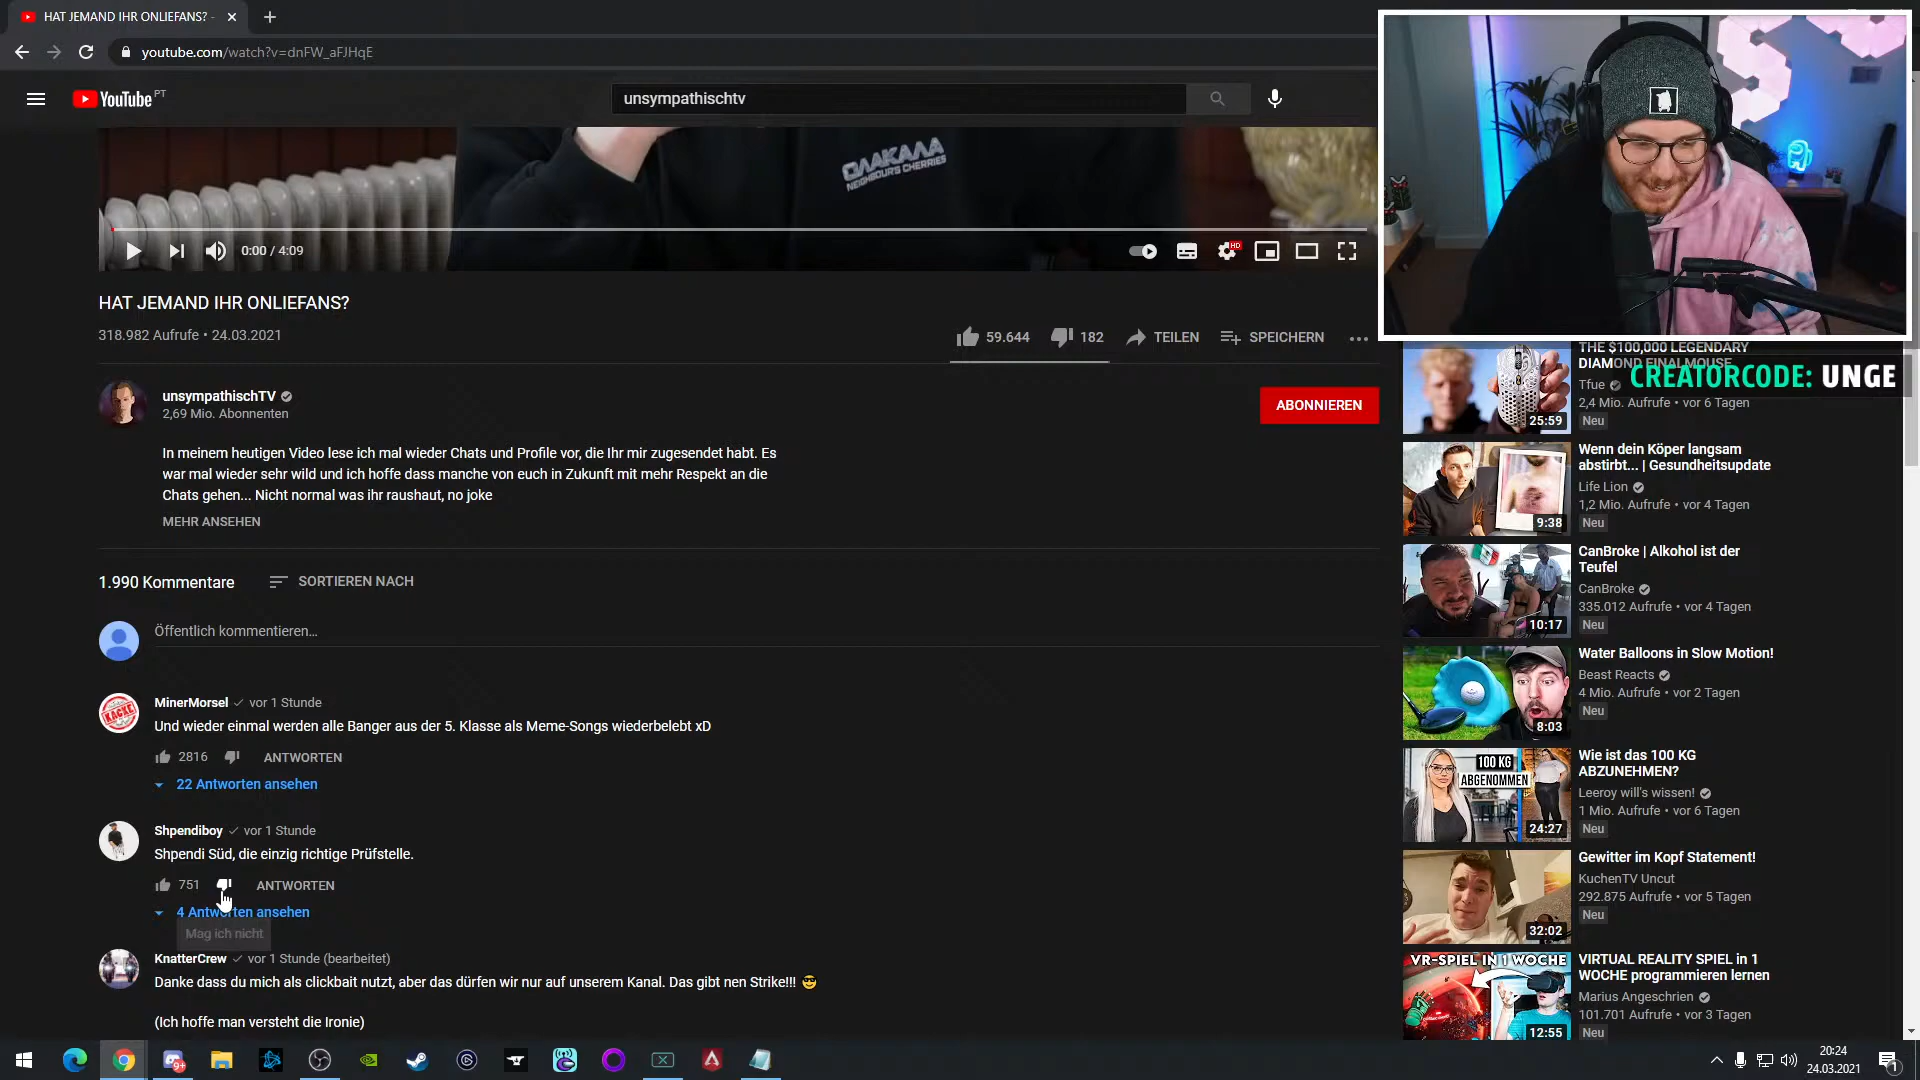 HAT JEMAND IHR ONLIEFANS? -
youtube.com/watch?v=dnFW_aFJHqE
YouTube PT
unsympathischtv
NEIGHBOUR'S CHERRIES
0:00 / 4:09
HD
HAT JEMAND IHR ONLIEFANS?
318.982 Aufrufe • 24.03.2021
59.644
182
TEILEN
SPEICHERN
unsympathischTV
2,69 Mio. Abonnenten
ABONNIEREN
In meinem heutigen Video lese ich mal wieder Chats und Profile vor, die Ihr mir zugesendet habt. Es
war mal wieder sehr wild und ich hoffe dass manche von euch in Zukunft mit mehr Respekt an die
Chats gehen... Nicht normal was ihr raushaut, no joke
MEHR ANSEHEN
1.990 Kommentare
SORTIEREN NACH
Öffentlich kommentieren...
KACKE
MinerMorsel vor 1 Stunde
Und wieder einmal werden alle Banger aus der 5. Klasse als Meme-Songs wiederbelebt xD
2816
ANTWORTEN
22 Antworten ansehen
Shpendiboy vor 1 Stunde
Shpendi Süd, die einzig richtige Prüfstelle.
751
ANTWORTEN
4 Antworten ansehen
Mag ich nicht
KnatterCrew vor 1 Stunde (bearbeitet)
Danke dass du mich als clickbait nutzt, aber das dürfen wir nur auf unserem Kanal. Das gibt nen Strike!!! 😎
(Ich hoffe man versteht die Ironie)
THE $100,000 LEGENDARY
DIAMOND FINALMOUSE
CREATORCODE: UNGE
Tfue
2,4 Mio. Aufrufe • vor 6 Tagen
Neu
25:59
Wenn dein Köper langsam
abstirbt... | Gesundheitsupdate
Life Lion
1,2 Mio. Aufrufe • vor 4 Tagen
Neu
9:38
CanBroke | Alkohol ist der
Teufel
CanBroke
335.012 Aufrufe • vor 4 Tagen
Neu
10:17
Water Balloons in Slow Motion!
Beast Reacts
4 Mio. Aufrufe • vor 2 Tagen
Neu
8:03
100 KG
ABGENOMMEN
Wie ist das 100 KG
ABZUNEHMEN?
Leeroy will's wissen!
1 Mio. Aufrufe • vor 6 Tagen
Neu
24:27
Gewitter im Kopf Statement!
KuchenTV Uncut
292.875 Aufrufe • vor 5 Tagen
Neu
32:02
VR-SPIEL IN 1 WOCHE
VIRTUAL REALITY SPIEL in 1
WOCHE programmieren lernen
Marius Angeschrien
101.701 Aufrufe • vor 3 Tagen
Neu
12:55
9+
20:24
24.03.2021
1